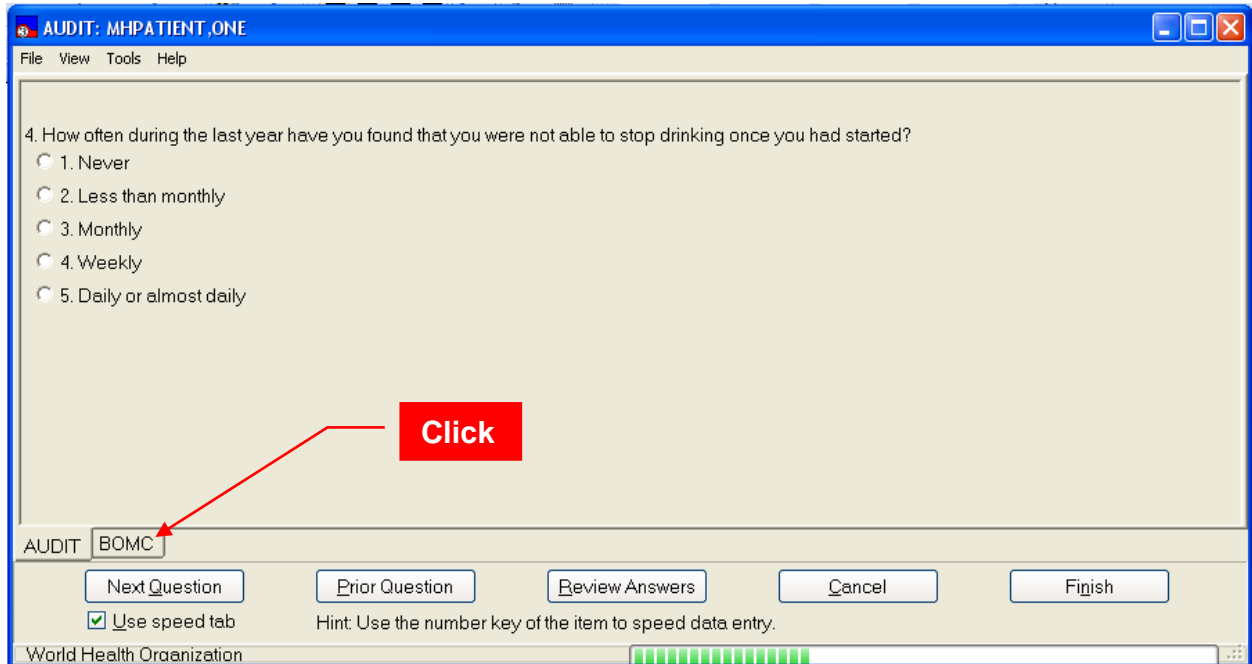 AUDIT: MHPATIENT,ONE
File View Tools Help
4. How often during the last year have you found that you were not able to stop drinking once you had started?
1. Never
2. Less than monthly
3. Monthly
4. Weekly
5. Daily or almost daily
Click
AUDIT BOMC
Next Question Prior Question Review Answers Cancel Finish
Use speed tab Hint: Use the number key of the item to speed data entry.
World Health Organization